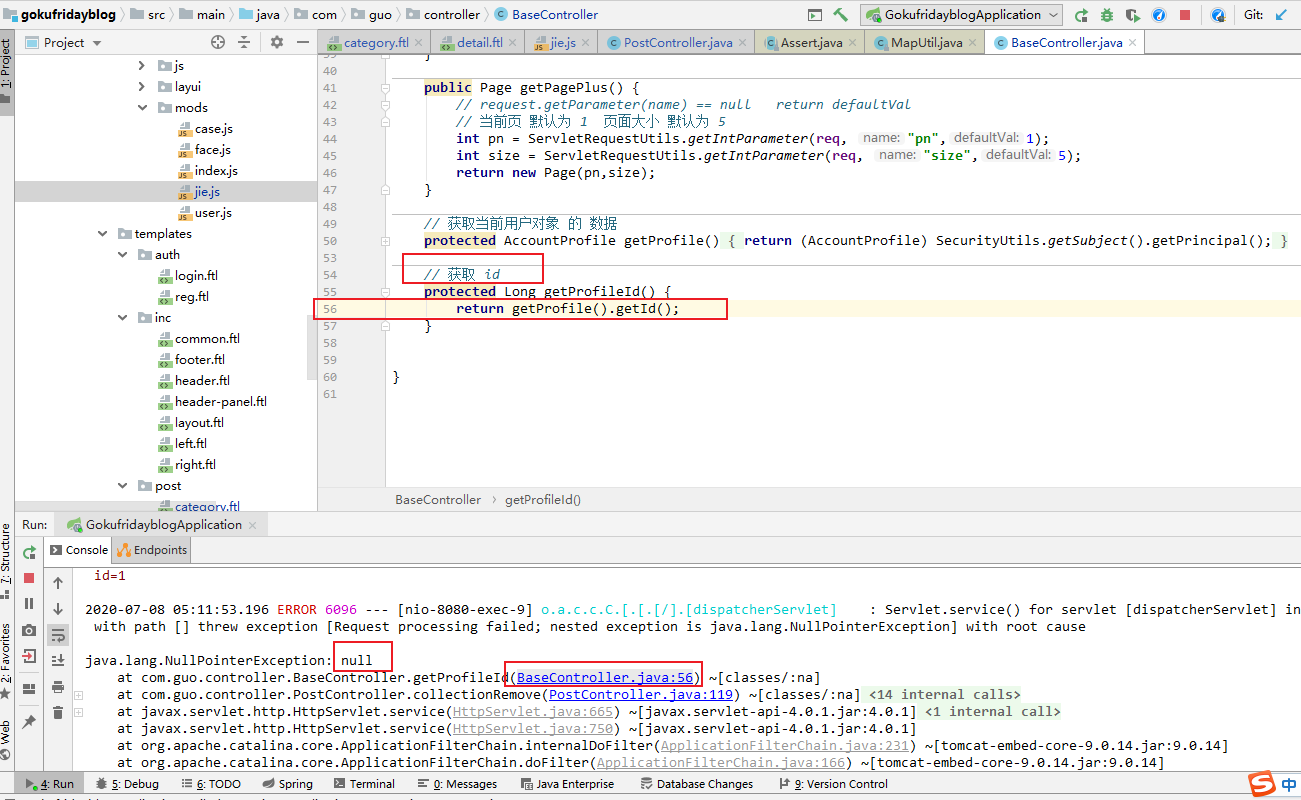 gokufridayblog src main java com guo controller BaseController GokufridayblogApplication Git:
1: Project
Project
category.ftl detail.ftl jie.js PostController.java Assert.java MapUtil.java BaseController.java
js
layui
mods
case.js
face.js
index.js
jie.js
user.js
templates
auth
login.ftl
reg.ftl
inc
common.ftl
footer.ftl
header.ftl
header-panel.ftl
layout.ftl
left.ftl
right.ftl
post
category.ftl
39 }
40
41 public Page getPagePlus() {
42 // request.getParameter(name) == null return defaultVal
43 // 当前页 默认为 1 页面大小 默认为 5
44 int pn = ServletRequestUtils.getIntParameter(req, name: "pn", defaultVal: 1);
45 int size = ServletRequestUtils.getIntParameter(req, name: "size", defaultVal: 5);
46 return new Page(pn,size);
47 }
48
49 // 获取当前用户对象 的 数据
50 protected AccountProfile getProfile() { return (AccountProfile) SecurityUtils.getSubject().getPrincipal(); }
53
54 // 获取 id
55 protected Long getProfileId() {
56 return getProfile().getId();
57 }
58
59
60 }
61
BaseController getProfileId()
Run: GokufridayblogApplication
Console Endpoints
7: Structure
2: Favorites
Web
id=1
2020-07-08 05:11:53.196 ERROR 6096 --- [nio-8080-exec-9] o.a.c.c.C.[.[.[/].[dispatcherServlet] : Servlet.service() for servlet [dispatcherServlet] in
with path [] threw exception [Request processing failed; nested exception is java.lang.NullPointerException] with root cause
java.lang.NullPointerException: null
at com.guo.controller.BaseController.getProfileId(BaseController.java:56) ~[classes/:na]
at com.guo.controller.PostController.collectionRemove(PostController.java:119) ~[classes/:na] <14 internal calls>
at javax.servlet.http.HttpServlet.service(HttpServlet.java:665) ~[javax.servlet-api-4.0.1.jar:4.0.1] <1 internal call>
at javax.servlet.http.HttpServlet.service(HttpServlet.java:750) ~[javax.servlet-api-4.0.1.jar:4.0.1]
at org.apache.catalina.core.ApplicationFilterChain.internalDoFilter(ApplicationFilterChain.java:231) ~[tomcat-embed-core-9.0.14.jar:9.0.14]
at org.apache.catalina.core.ApplicationFilterChain.doFilter(ApplicationFilterChain.java:166) ~[tomcat-embed-core-9.0.14.jar:9.0.14]
4: Run 5: Debug 6: TODO Spring Terminal 0: Messages Java Enterprise Database Changes 9: Version Control
S 中